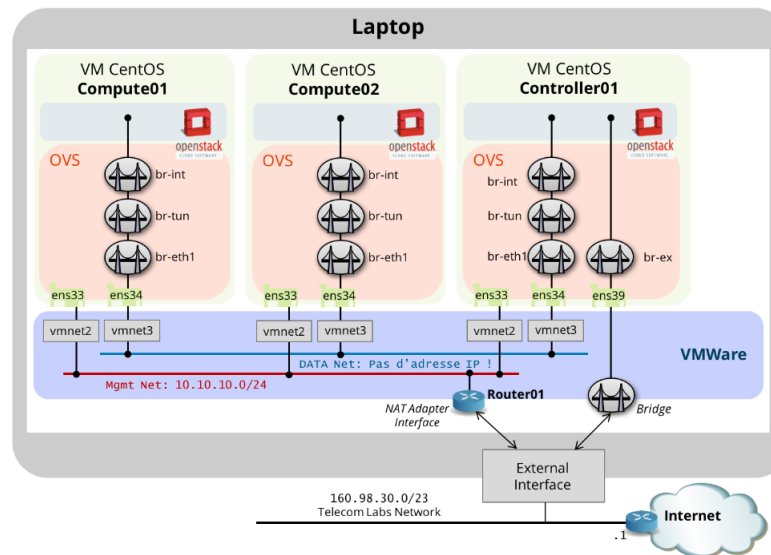 Laptop
VM CentOS
Compute01
openstack
CLOUD SOFTWARE
OVS
br-int
br-tun
br-eth1
ens33
ens34
vmnet2
vmnet3
VM CentOS
Compute02
openstack
CLOUD SOFTWARE
OVS
br-int
br-tun
br-eth1
ens33
ens34
vmnet2
vmnet3
VM CentOS
Controller01
openstack
CLOUD SOFTWARE
OVS
br-int
br-tun
br-eth1
br-ex
ens33
ens34
ens39
vmnet2
vmnet3
VMWare
DATA Net: Pas d'adresse IP !
Mgmt Net: 10.10.10.0/24
Router01
NAT Adapter
Interface
Bridge
External
Interface
160.98.30.0/23
Telecom Labs Network
Internet
.1